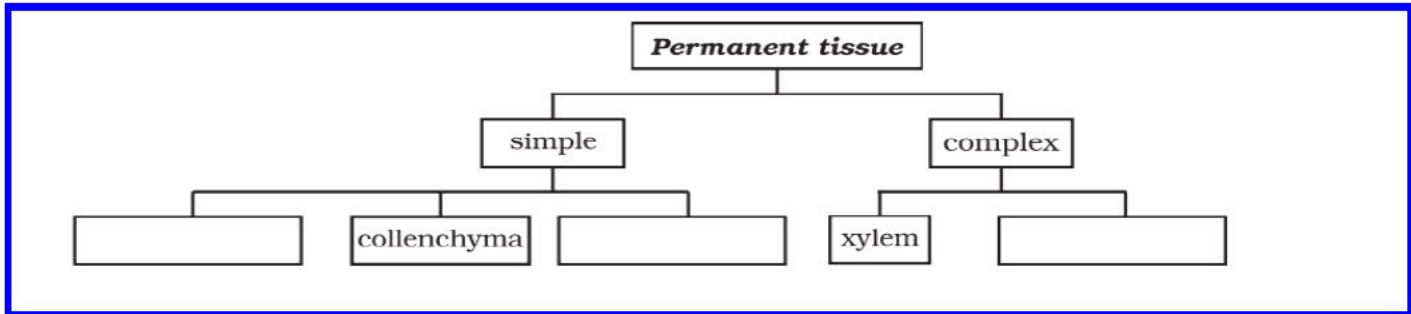 Permanent tissue
simple
complex
collenchyma
xylem